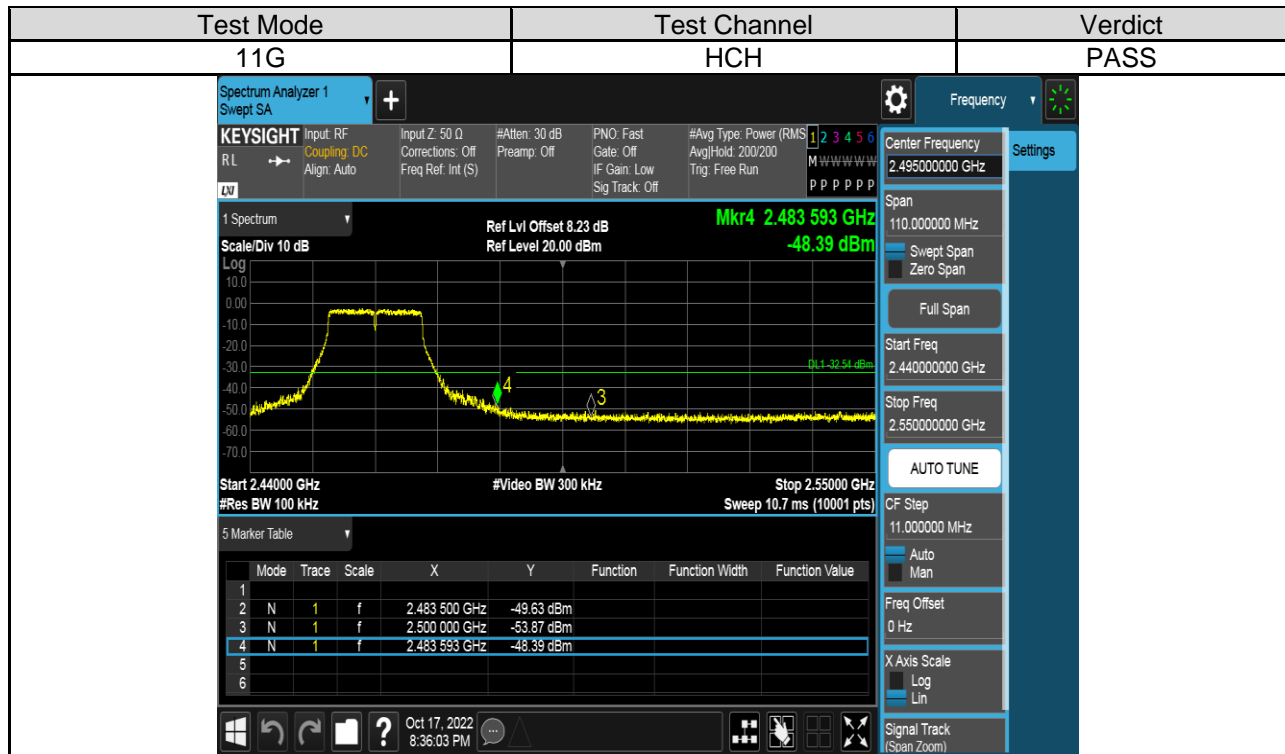 Test Mode Test Channel Verdict
11G HCH PASS
Spectrum Analyzer 1
Swept SA
+
Frequency
KEYSIGHT Input: RF Input Z: 50 Ω #Atten: 30 dB PNO: Fast #Avg Type: Power (RMS 1 2 3 4 5 6
RL Coupling: DC Corrections: Off Preamp: Off Gate: Off Avg|Hold: 200/200 M W W W W W
Align: Auto Freq Ref: Int (S) IF Gain: Low Trig: Free Run
LXI Sig Track: Off P P P P P P
1 Spectrum Ref Lvl Offset 8.23 dB Mkr4 2.483 593 GHz
Scale/Div 10 dB Ref Level 20.00 dBm -48.39 dBm
Log
10.0
0.00
-10.0
-20.0
-30.0
DL1 -32.54 dBm
-40.0
4
3
-50.0
-60.0
-70.0
Start 2.44000 GHz #Video BW 300 kHz Stop 2.55000 GHz
#Res BW 100 kHz Sweep 10.7 ms (10001 pts)
5 Marker Table
Mode Trace Scale X Y Function Function Width Function Value
1
2 N 1 f 2.483 500 GHz -49.63 dBm
3 N 1 f 2.500 000 GHz -53.87 dBm
4 N 1 f 2.483 593 GHz -48.39 dBm
5
6
? Oct 17, 2022
8:36:03 PM
Center Frequency
2.495000000 GHz
Settings
Span
110.000000 MHz
Swept Span
Zero Span
Full Span
Start Freq
2.440000000 GHz
Stop Freq
2.550000000 GHz
AUTO TUNE
CF Step
11.000000 MHz
Auto
Man
Freq Offset
0 Hz
X Axis Scale
Log
Lin
Signal Track
(Span Zoom)